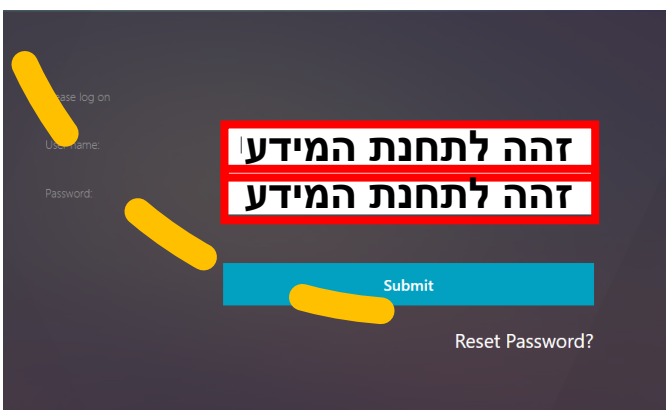 Please log on
User name:
זהה לתחנת המידע
Password:
זהה לתחנת המידע
Submit
Reset Password?